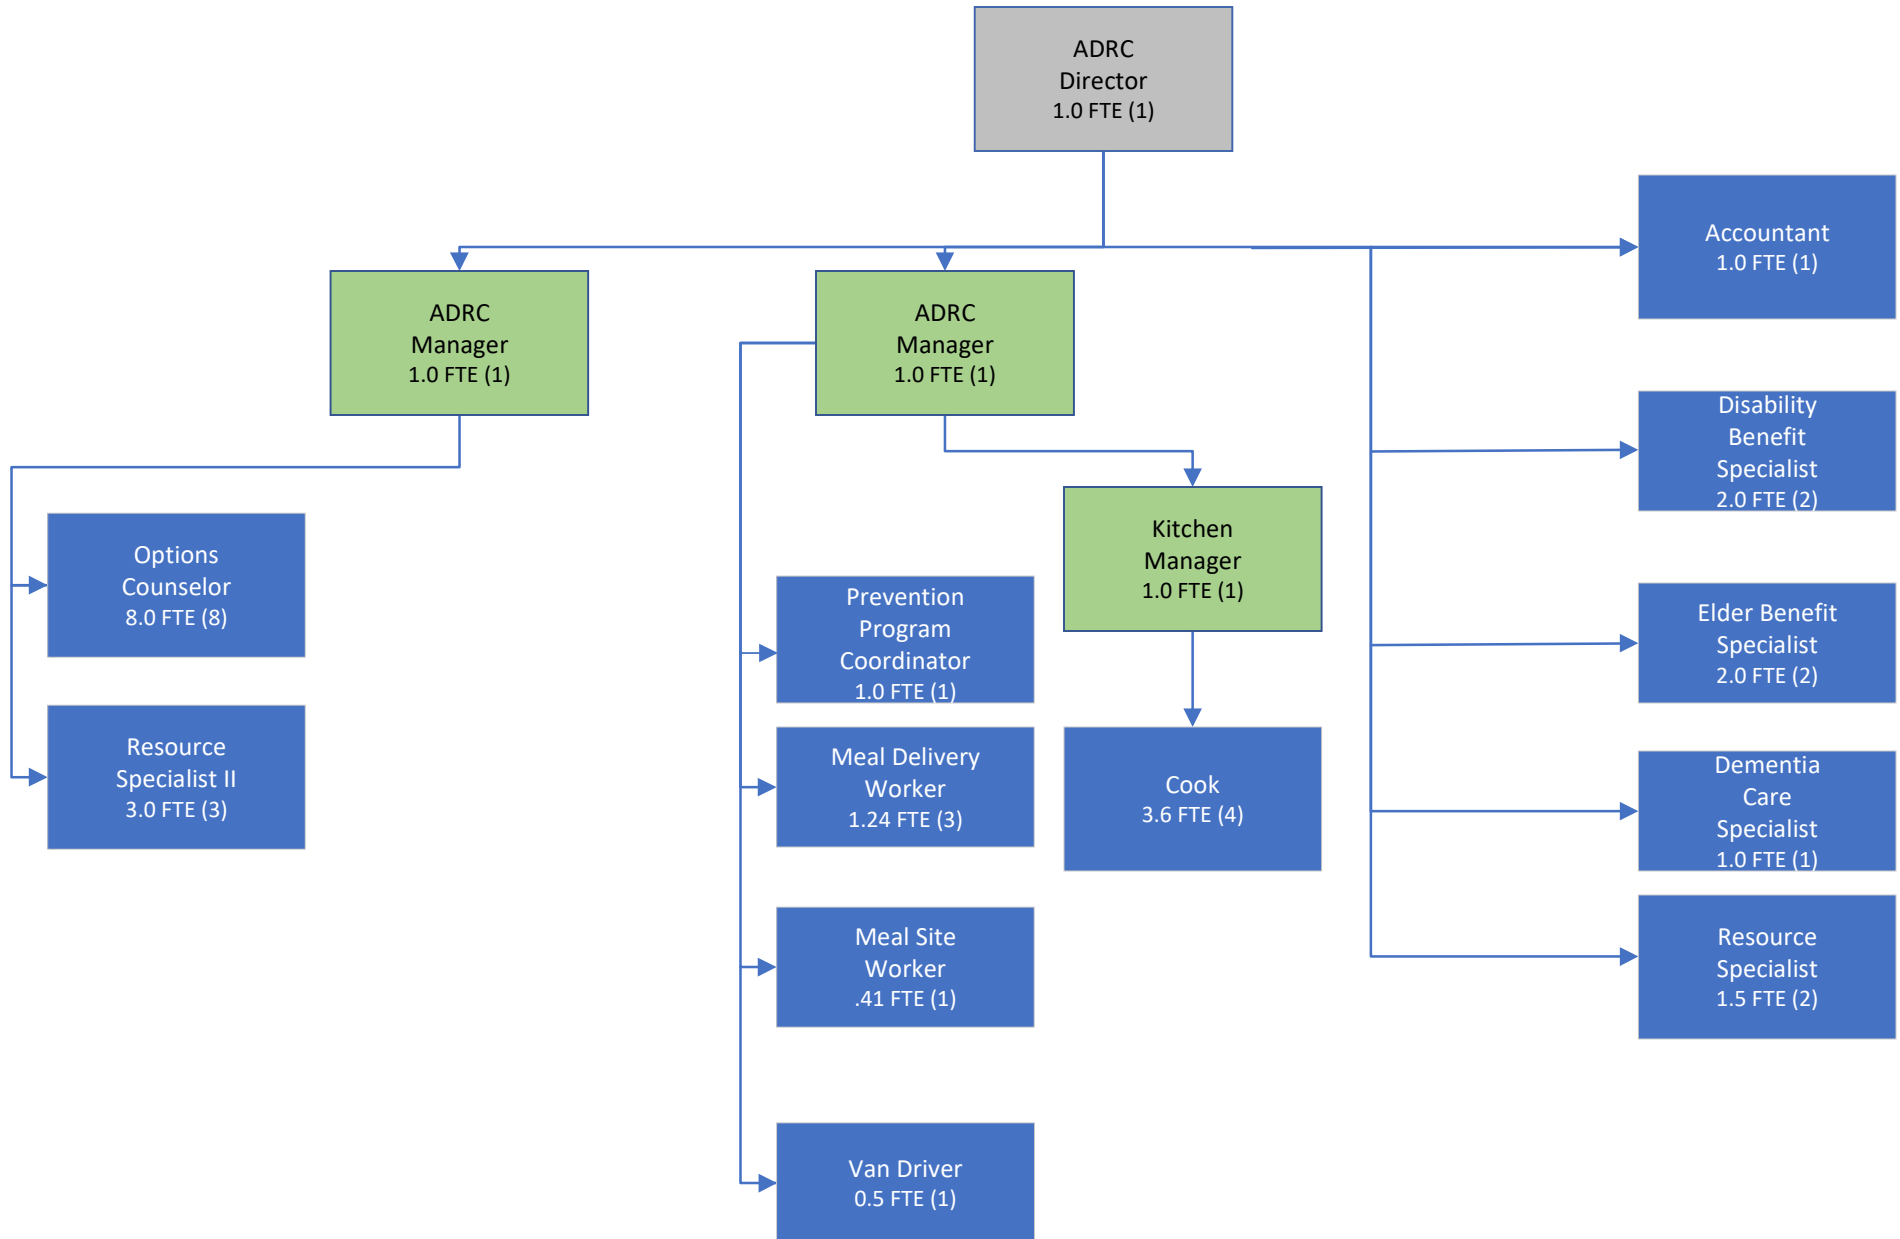 ADRC
Director
1.0 FTE (1)
Accountant
1.0 FTE (1)
ADRC
Manager
1.0 FTE (1)
ADRC
Manager
1.0 FTE (1)
Disability
Benefit
Specialist
2.0 FTE (2)
Kitchen
Manager
1.0 FTE (1)
Options
Counselor
8.0 FTE (8)
Prevention
Program
Coordinator
1.0 FTE (1)
Elder Benefit
Specialist
2.0 FTE (2)
Resource
Specialist II
3.0 FTE (3)
Meal Delivery
Worker
1.24 FTE (3)
Cook
3.6 FTE (4)
Dementia
Care
Specialist
1.0 FTE (1)
Meal Site
Worker
.41 FTE (1)
Resource
Specialist
1.5 FTE (2)
Van Driver
0.5 FTE (1)